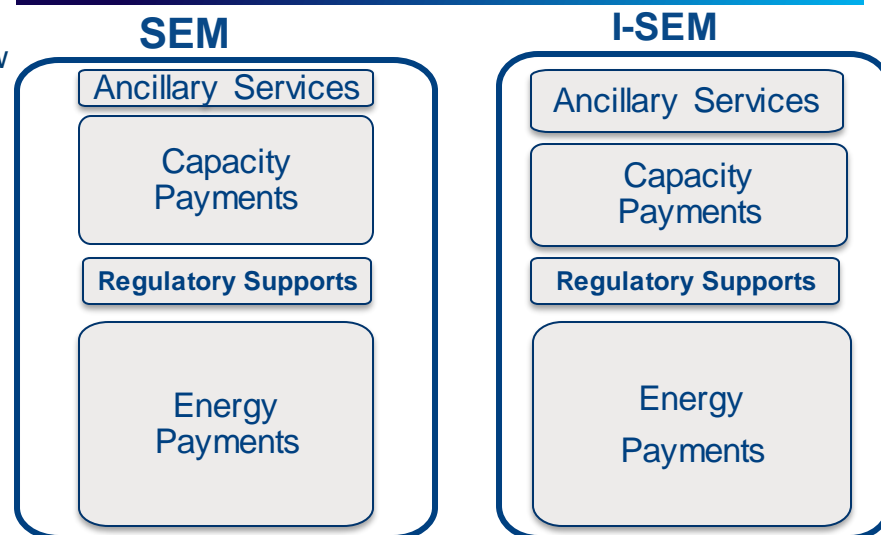 SEM
Ancillary Services
Capacity
Payments
Regulatory Supports
Energy
Payments
I-SEM
Ancillary Services
Capacity
Payments
Regulatory Supports
Energy
Payments